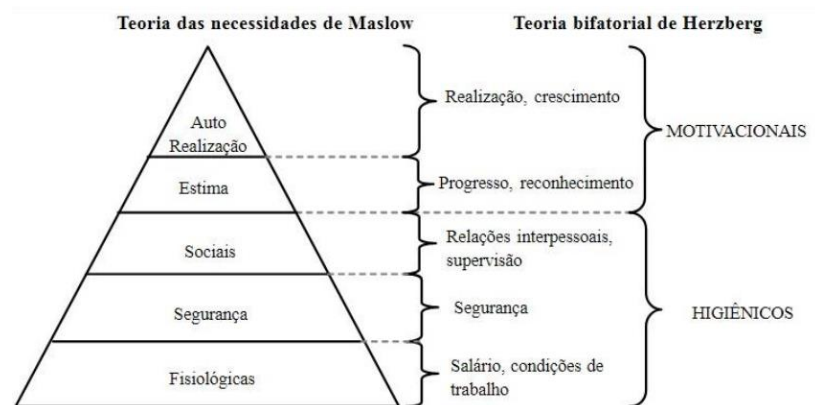 Teoria das necessidades de Maslow
Teoria bifatorial de Herzberg
Auto
Realização
Realização, crescimento
MOTIVACIONAIS
Estima
Progresso, reconhecimento
Sociais
Relações interpessoais,
supervisão
Segurança
Segurança
HIGIÊNICOS
Fisiológicas
Salário, condições de
trabalho